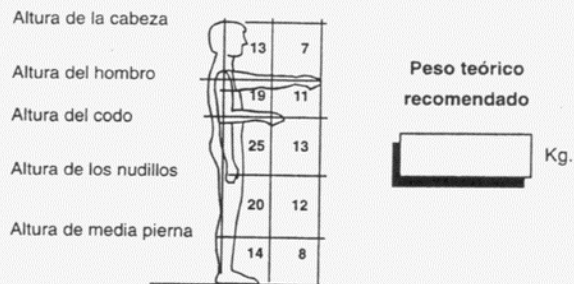 Altura de la cabeza
13 7
Altura del hombro
19 11
Altura del codo
25 13
Altura de los nudillos
20 12
Altura de media pierna
14 8
Peso teórico
recomendado
Kg.